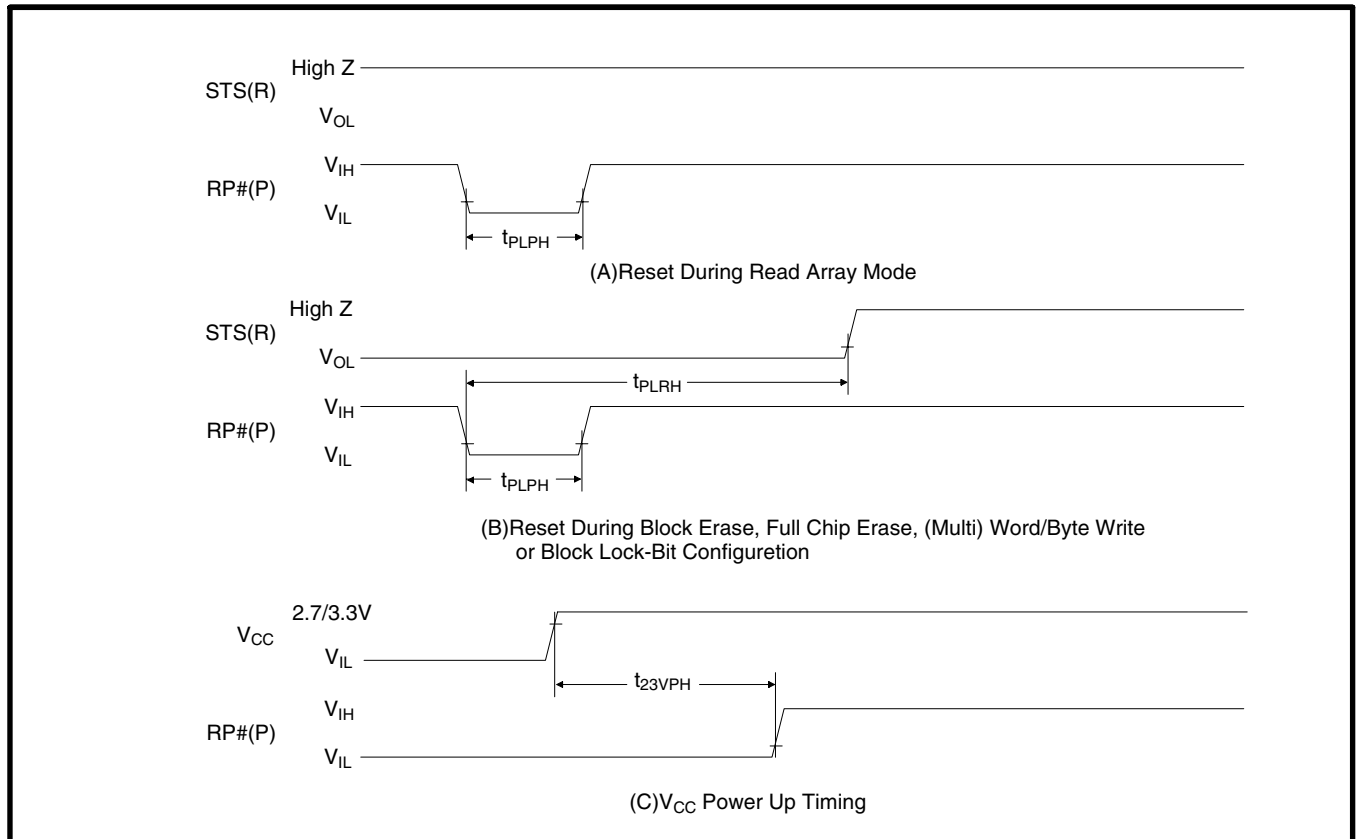 High Z
STS(R)
VOL
VIH
RP#(P)
VIL
tPLPH
(A)Reset During Read Array Mode
High Z
STS(R)
VOL
tPLRH
VIH
RP#(P)
VIL
tPLPH
(B)Reset During Block Erase, Full Chip Erase, (Multi) Word/Byte Write
or Block Lock-Bit Configuretion
2.7/3.3V
VCC
VIL
t23VPH
VIH
RP#(P)
VIL
(C)VCC Power Up Timing